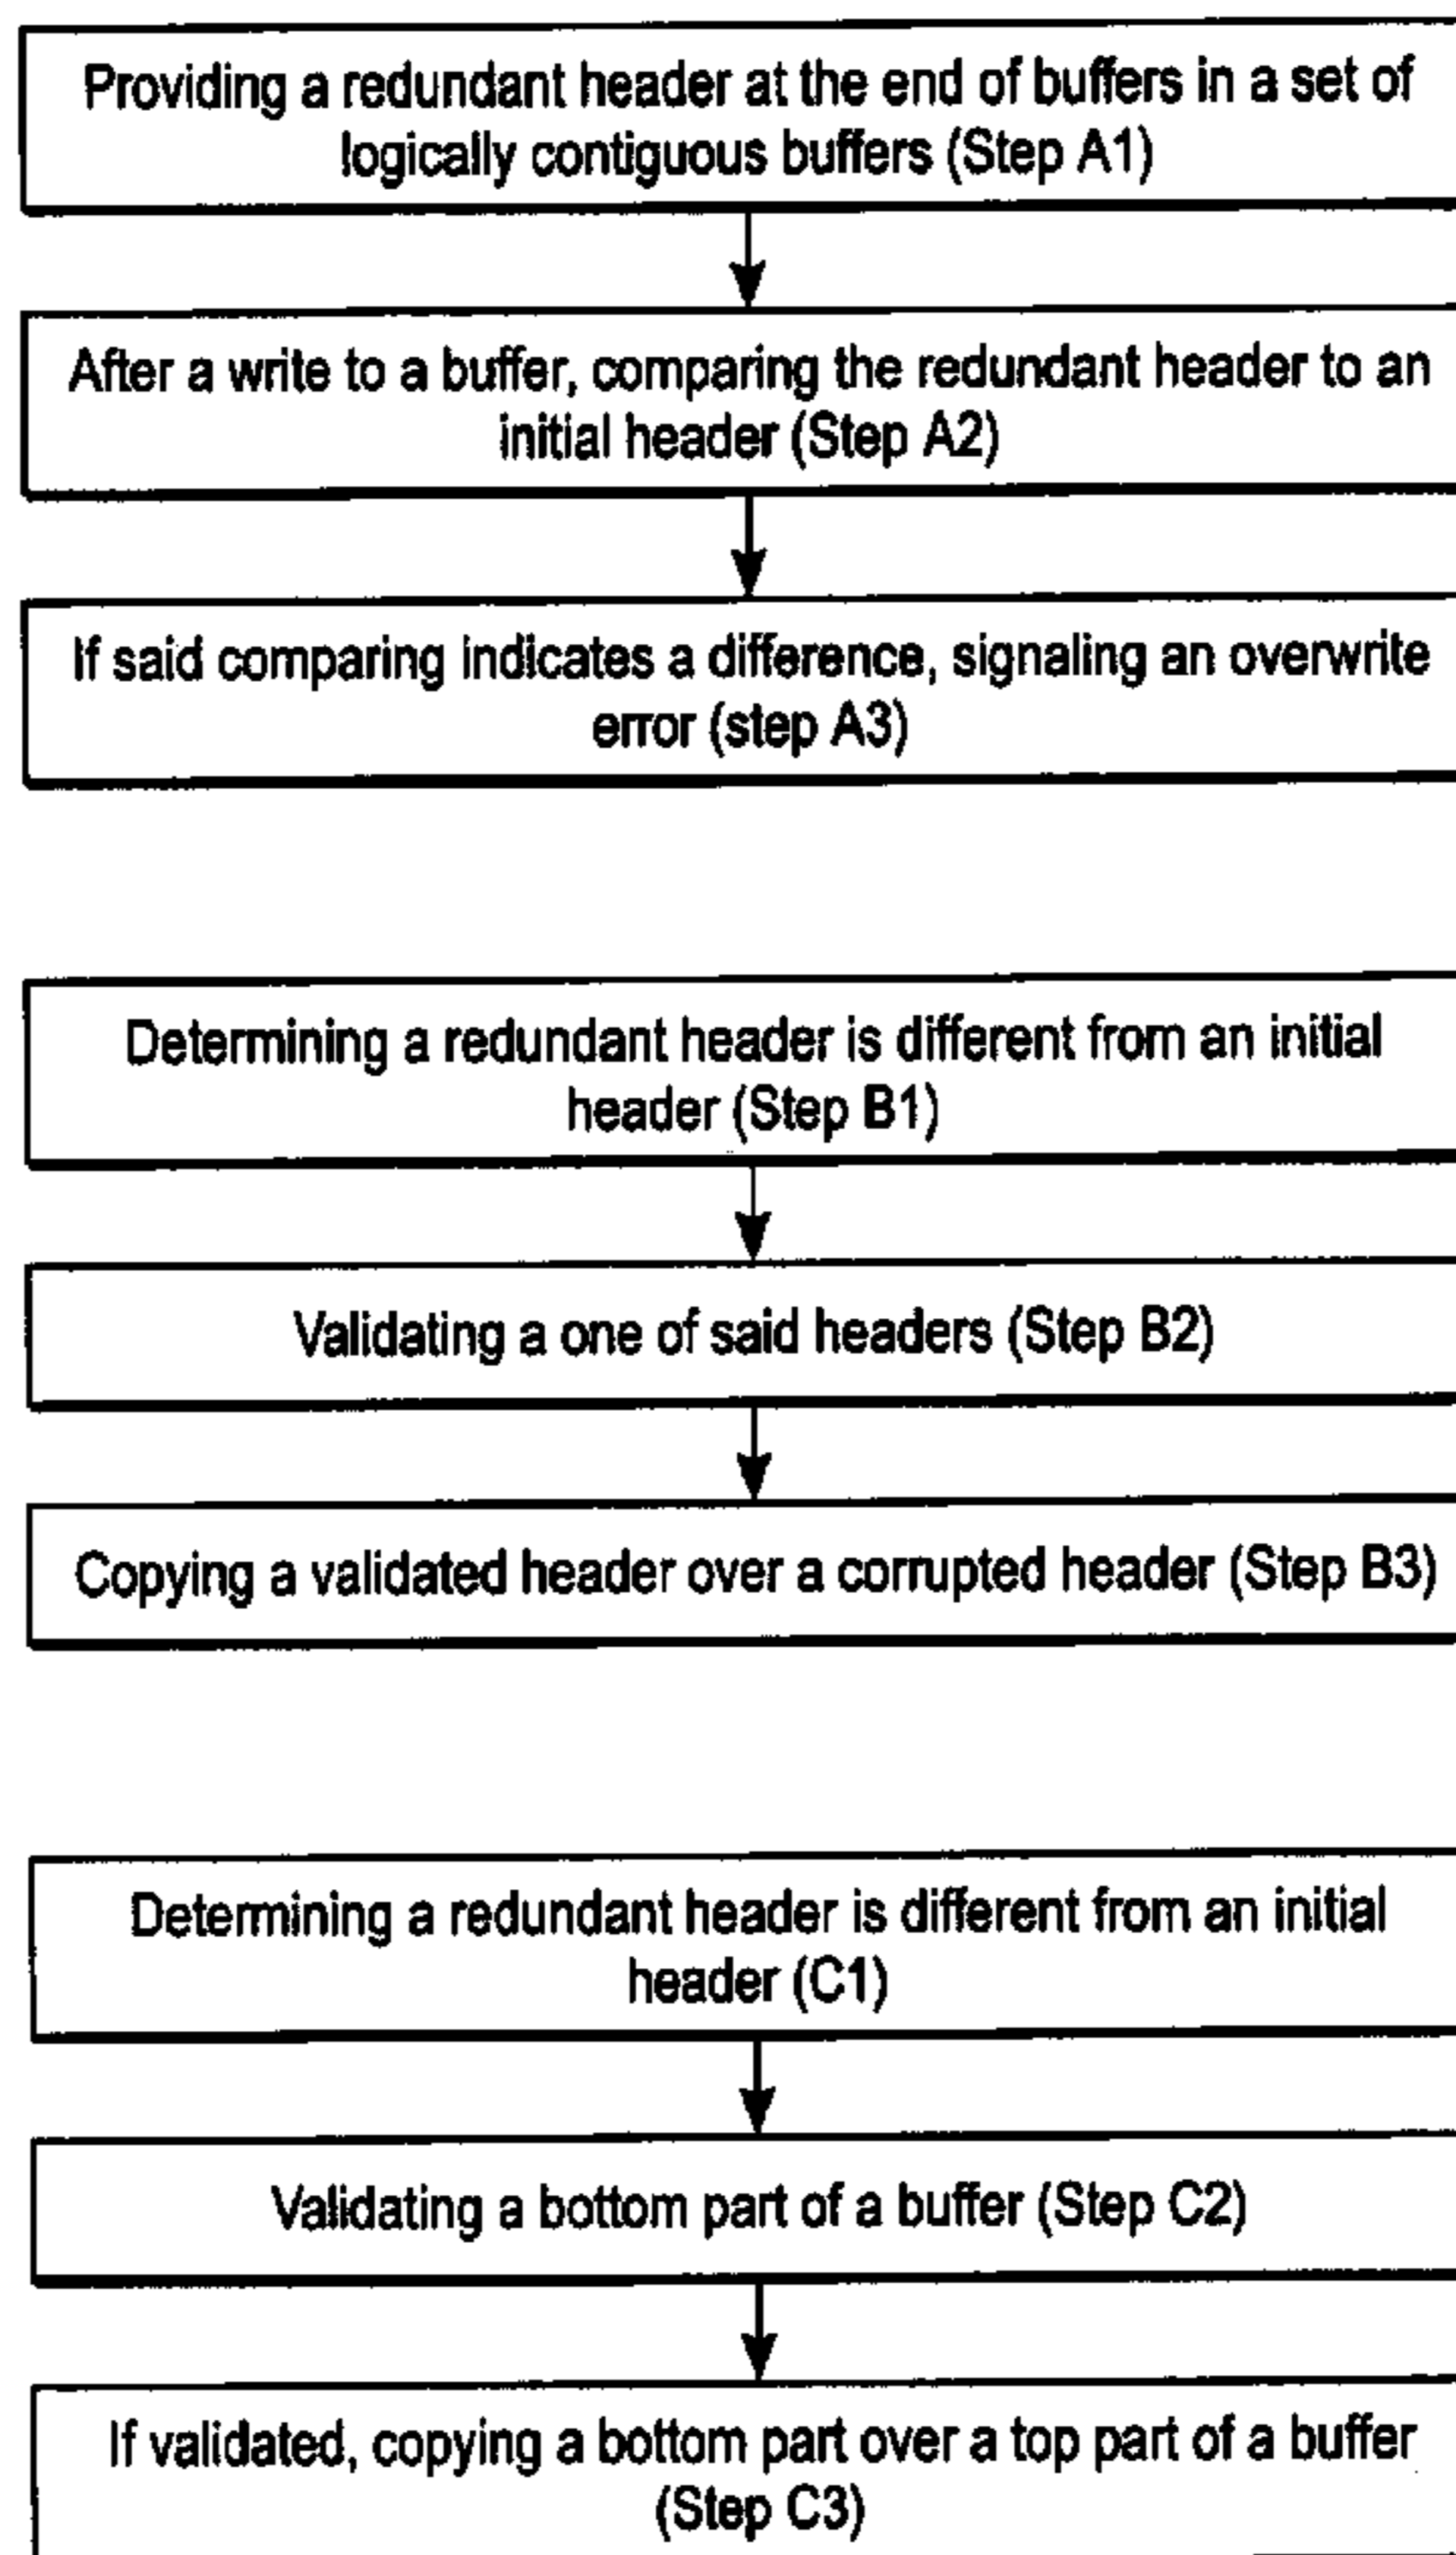 Providing a redundant header at the end of buffers in a set of
logically contiguous buffers (Step A1)
After a write to a buffer, comparing the redundant header to an
initial header (Step A2)
If said comparing indicates a difference, signaling an overwrite
error (step A3)
Determining a redundant header is different from an initial
header (Step B1)
Validating a one of said headers (Step B2)
Copying a validated header over a corrupted header (Step B3)
Determining a redundant header is different from an initial
header (C1)
Validating a bottom part of a buffer (Step C2)
If validated, copying a bottom part over a top part of a buffer
(Step C3)